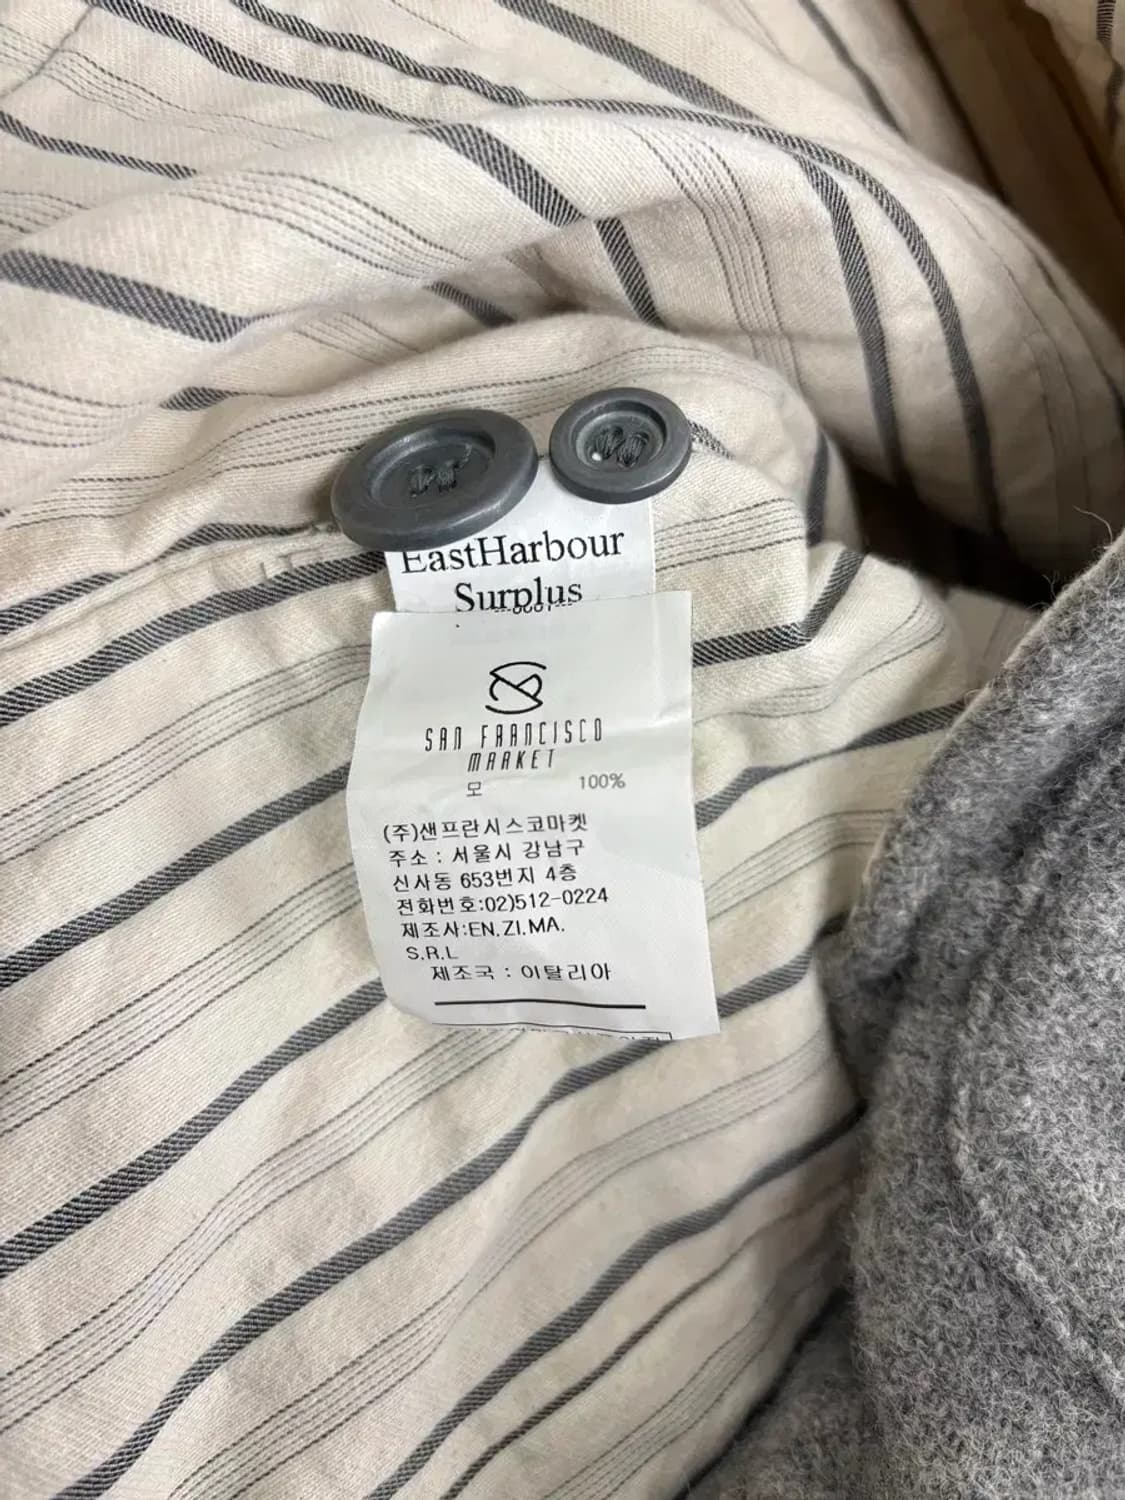 EastHarbour
Surplus
SAN FRANCISCO
MARKET
모 100%
(주)샌프란시스코마켓
주소 : 서울시 강남구
신사동 653번지 4층
전화번호:02)512-0224
제조사:EN.ZI.MA.
S.R.L
제조국 : 이탈리아